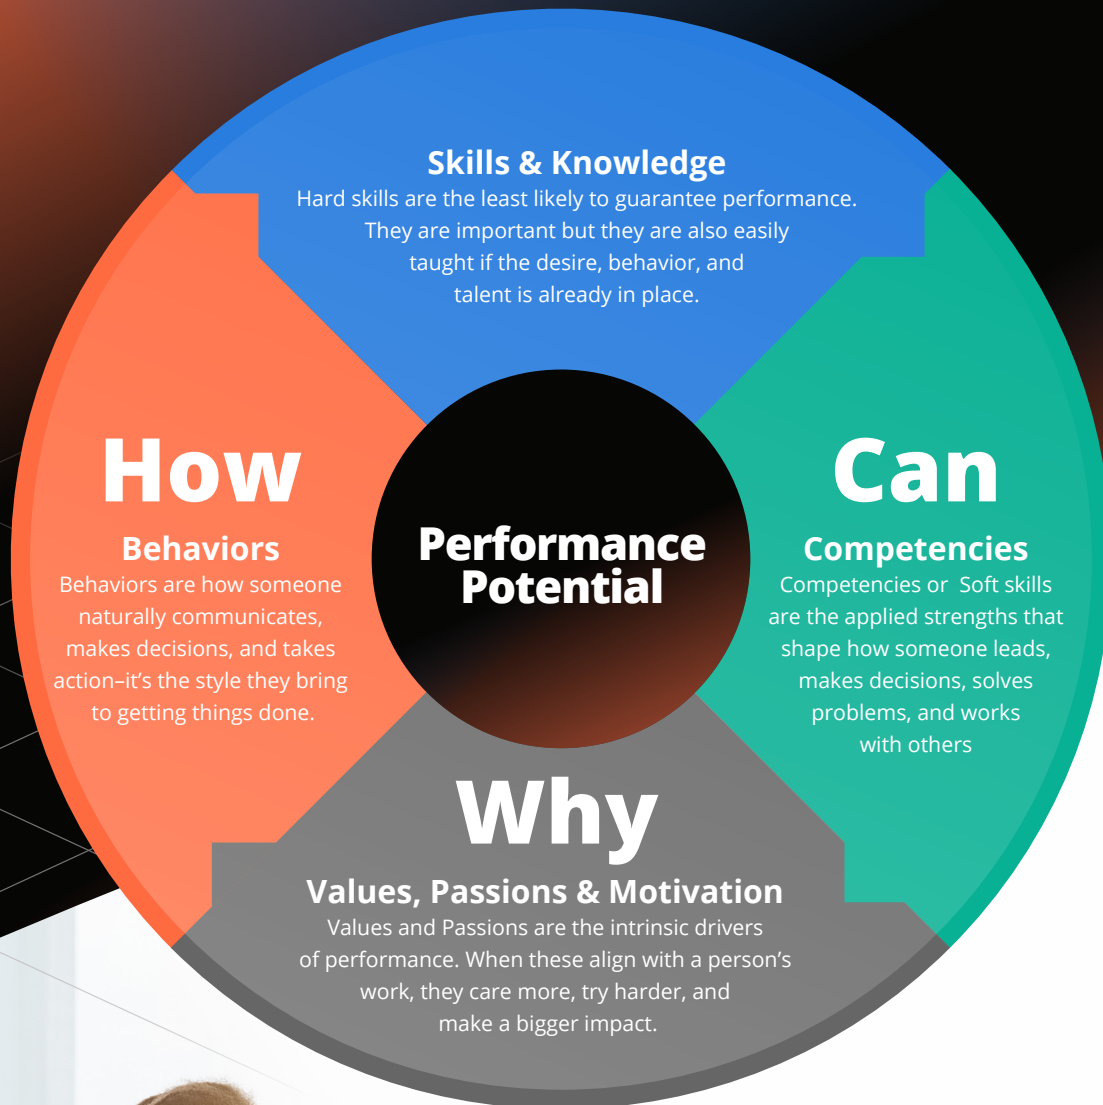 Skills & Knowledge
Hard skills are the least likely to guarantee performance.
They are important but they are also easily
taught if the desire, behavior, and
talent is already in place.
How
Behaviors
Behaviors are how someone
naturally communicates,
makes decisions, and takes
action–it’s the style they bring
to getting things done.
Performance
Potential
Can
Competencies
Competencies or  Soft skills
are the applied strengths that
shape how someone leads,
makes decisions, solves
problems, and works
with others
Why
Values, Passions & Motivation
Values and Passions are the intrinsic drivers
of performance. When these align with a person’s
work, they care more, try harder, and
make a bigger impact.